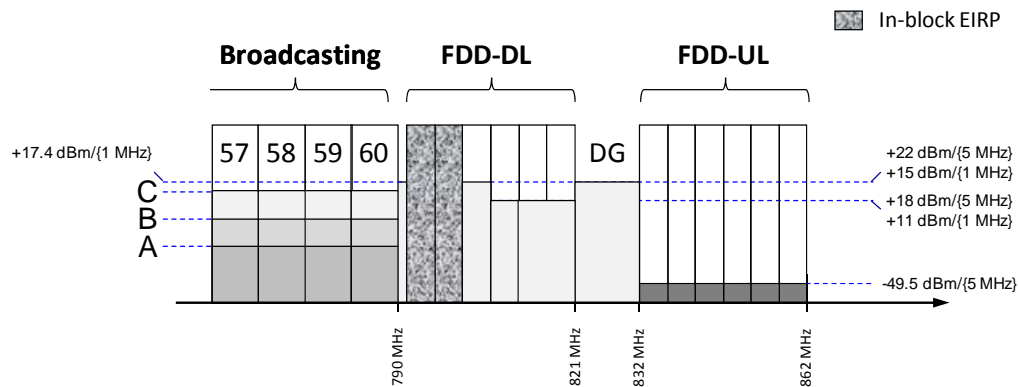 In-block EIRP
Broadcasting
FDD-DL
FDD-UL
+17.4 dBm/{1 MHz}
57
58
59
60
DG
+22 dBm/{5 MHz}
+15 dBm/{1 MHz}
+18 dBm/{5 MHz}
+11 dBm/{1 MHz}
C
B
A
-49.5 dBm/{5 MHz}
790 MHz
821 MHz
832 MHz
862 MHz